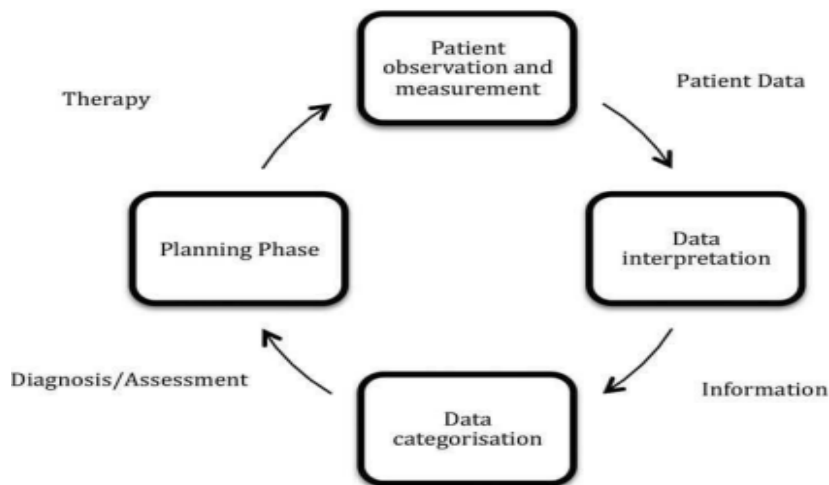 Patient
observation and
measurement
Patient Data
Therapy
Planning Phase
Data
interpretation
Diagnosis/Assessment
Information
Data
categorisation